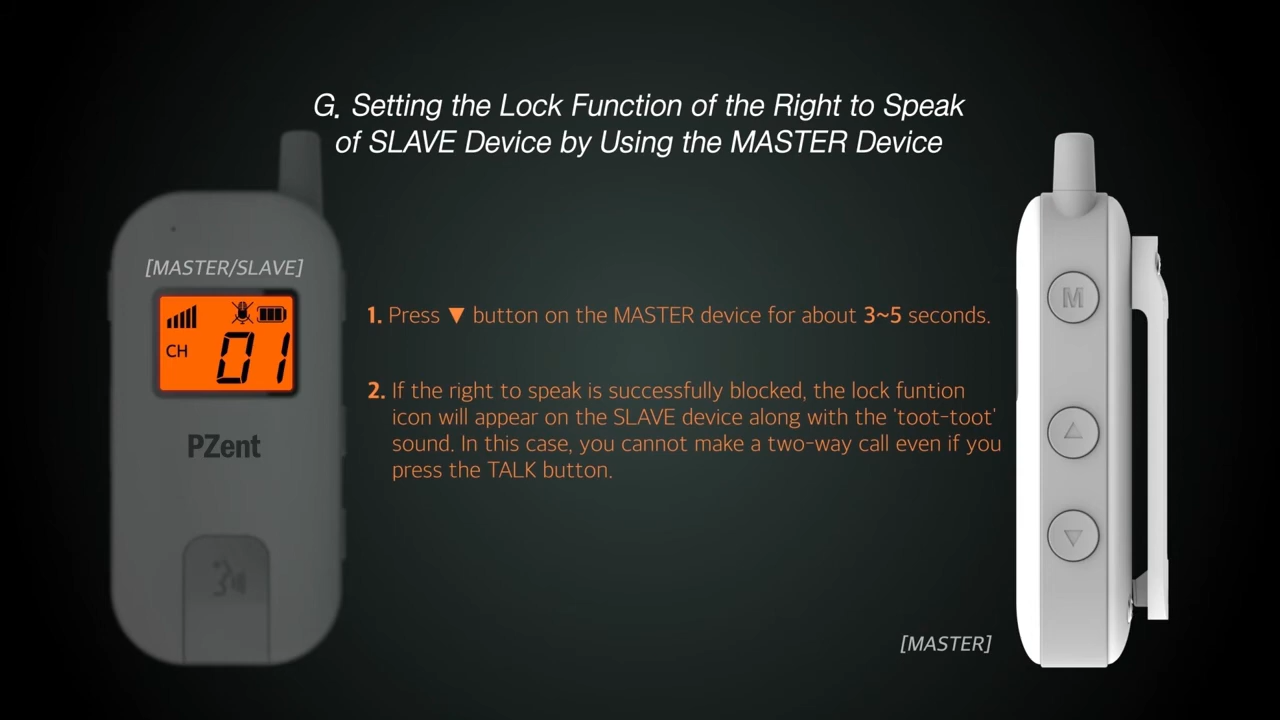 G. Setting the Lock Function of the Right to Speak
of SLAVE Device by Using the MASTER Device
[MASTER/SLAVE]
CH 01
PZent
1. Press ▼ button on the MASTER device for about 3~5 seconds.
2. If the right to speak is successfully blocked, the lock funtion
icon will appear on the SLAVE device along with the 'toot-toot'
sound. In this case, you cannot make a two-way call even if you
press the TALK button.
M
[MASTER]